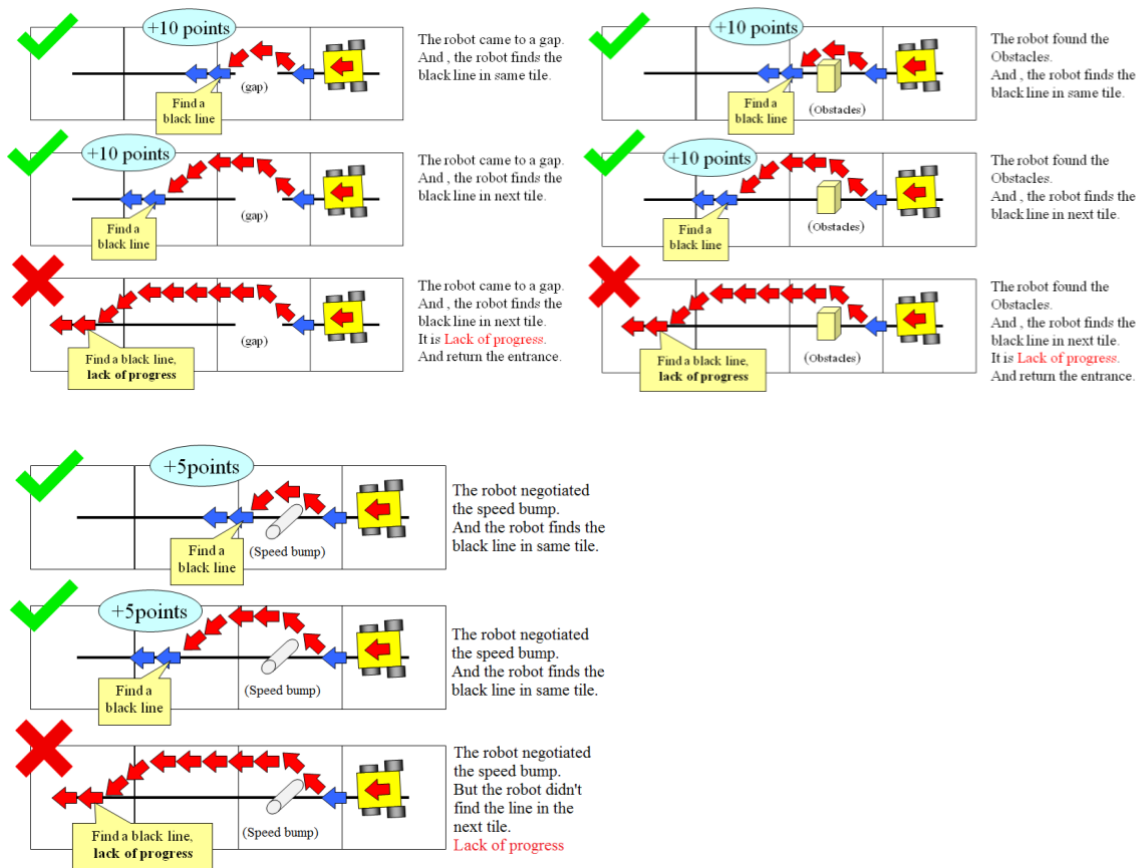 +10 points
The robot came to a gap.
And , the robot finds the
black line in same tile.
(gap)
Find a
black line
+10 points
The robot came to a gap.
And , the robot finds the
black line in next tile.
(gap)
Find a
black line
The robot came to a gap.
And , the robot finds the
black line in next tile.
It is Lack of progress.
And return the entrance.
(gap)
Find a black line,
lack of progress
+10 points
The robot found the
Obstacles.
And , the robot finds the
black line in same tile.
Find a
black line
(Obstacles)
+10 points
The robot found the
Obstacles.
And , the robot finds the
black line in next tile.
(Obstacles)
Find a
black line
The robot found the
Obstacles.
And , the robot finds the
black line in next tile.
It is Lack of progress.
And return the entrance.
(Obstacles)
Find a black line,
lack of progress
+5points
The robot negotiated
the speed bump.
And the robot finds the
black line in same tile.
Find a
black line
(Speed bump)
+5points
The robot negotiated
the speed bump.
And the robot finds the
black line in same tile.
(Speed bump)
Find a
black line
The robot negotiated
the speed bump.
But the robot didn't
find the line in the
next tile.
Lack of progress
(Speed bump)
Find a black line,
lack of progress